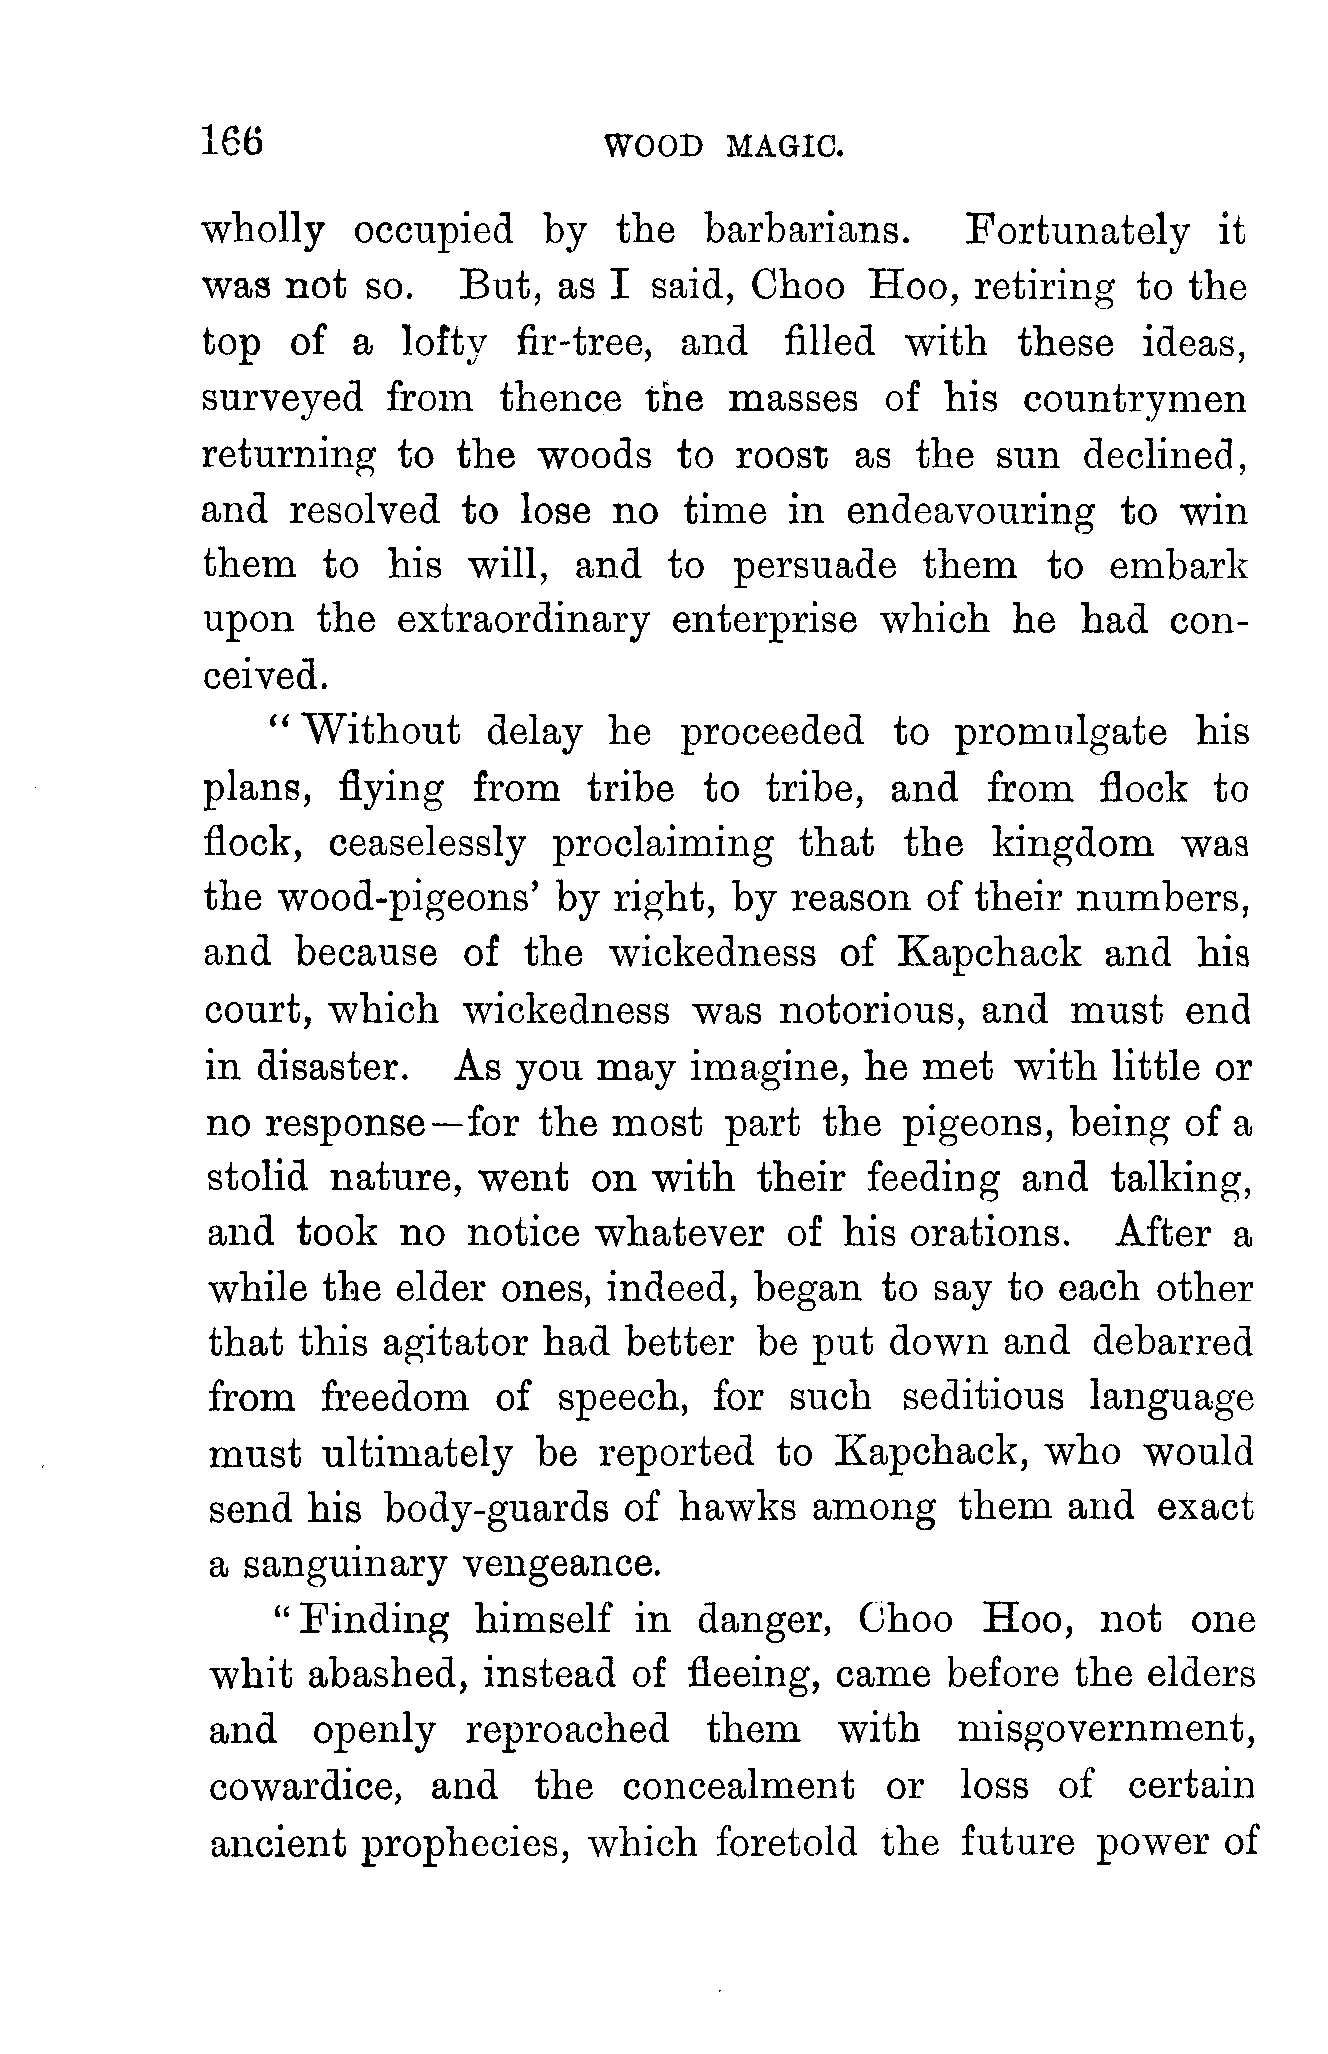 166 WOOD MAGIC.
wholly occupied by the barbarians. Fortunately it
was not so. But, as I said, Choo Hoo, retiring to the
top of a lofty fir-tree, and filled with these ideas,
surveyed from thence the masses of his countrymen
returning to the woods to roost as the sun declined,
and resolved to lose no time in endeavouring to win
them to his will, and to persuade them to embark
upon the extraordinary enterprise which he had con-
ceived.
“Without delay he proceeded to promulgate his
plans, flying from tribe to tribe, and from flock to
flock, ceaselessly proclaiming that the kingdom was
the wood-pigeons’ by right, by reason of their numbers,
and because of the wickedness of Kapchack and his
court, which wickedness was notorious, and must end
in disaster. As you may imagine, he met with little or
no response—for the most part the pigeons, being of a
stolid nature, went on with their feeding and talking,
and took no notice whatever of his orations. After a
while the elder ones, indeed, began to say to each other
that this agitator had better be put down and debarred
from freedom of speech, for such seditious language
must ultimately be reported to Kapchack, who would
send his body-guards of hawks among them and exact
a sanguinary vengeance.
“Finding himself in danger, Choo Hoo, not one
whit abashed, instead of fleeing, came before the elders
and openly reproached them with misgovernment,
cowardice, and the concealment or loss of certain
ancient prophecies, which foretold the future power of